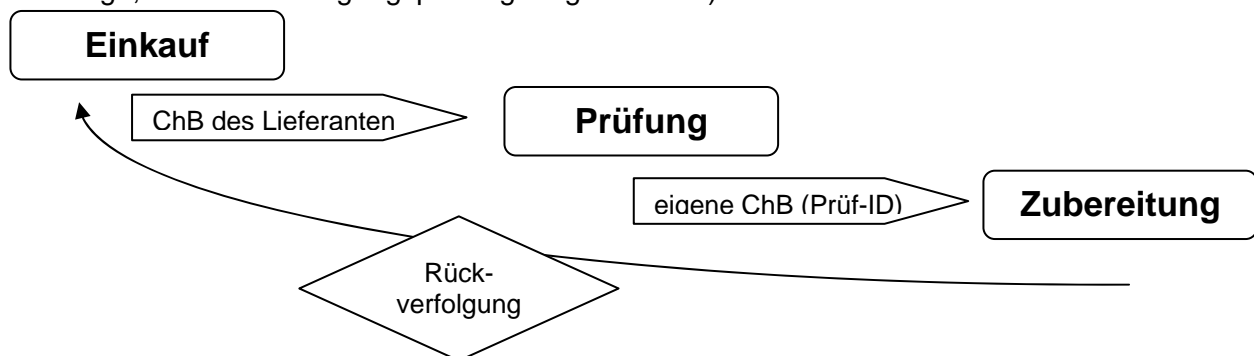 Einkauf
ChB des Lieferanten
Prüfung
eigene ChB (Prüf-ID)
Zubereitung
Rück-
verfolgung